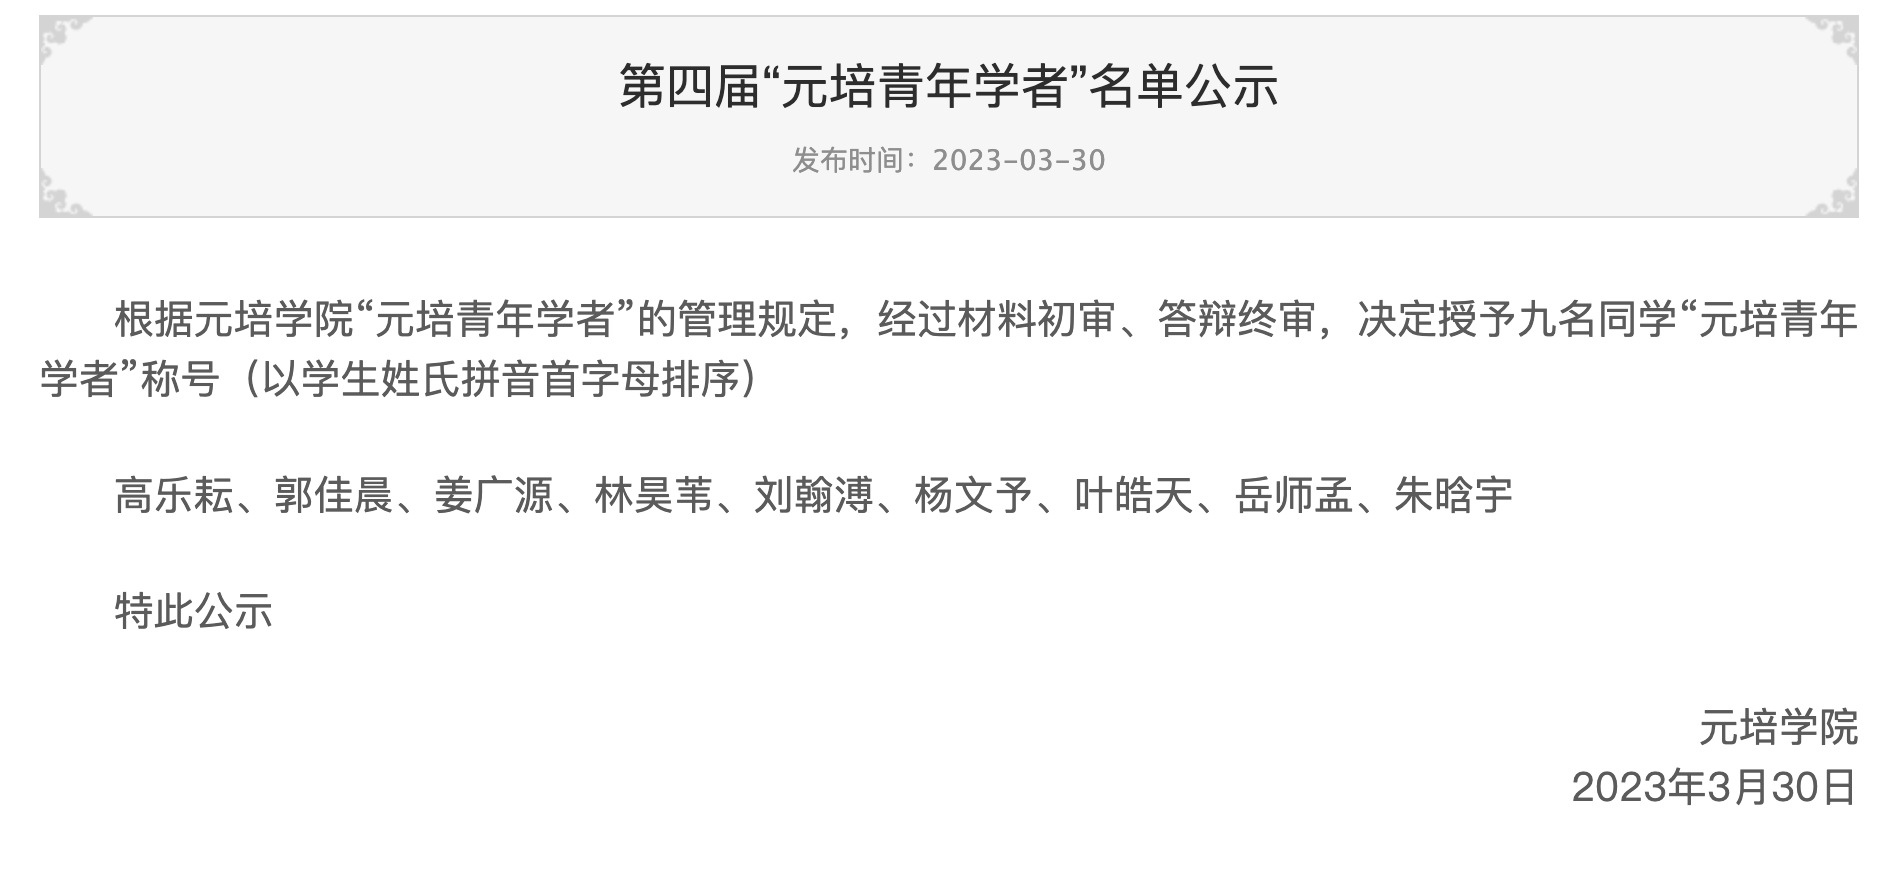 第四届“元培青年学者”名单公示
发布时间：2023-03-30
根据元培学院“元培青年学者”的管理规定，经过材料初审、答辩终审，决定授予九名同学“元培青年
学者”称号（以学生姓氏拼音首字母排序）
高乐耘、郭佳晨、姜广源、林昊苇、刘翰溥、杨文予、叶皓天、岳师孟、朱晗宇
特此公示
元培学院
2023年3月30日